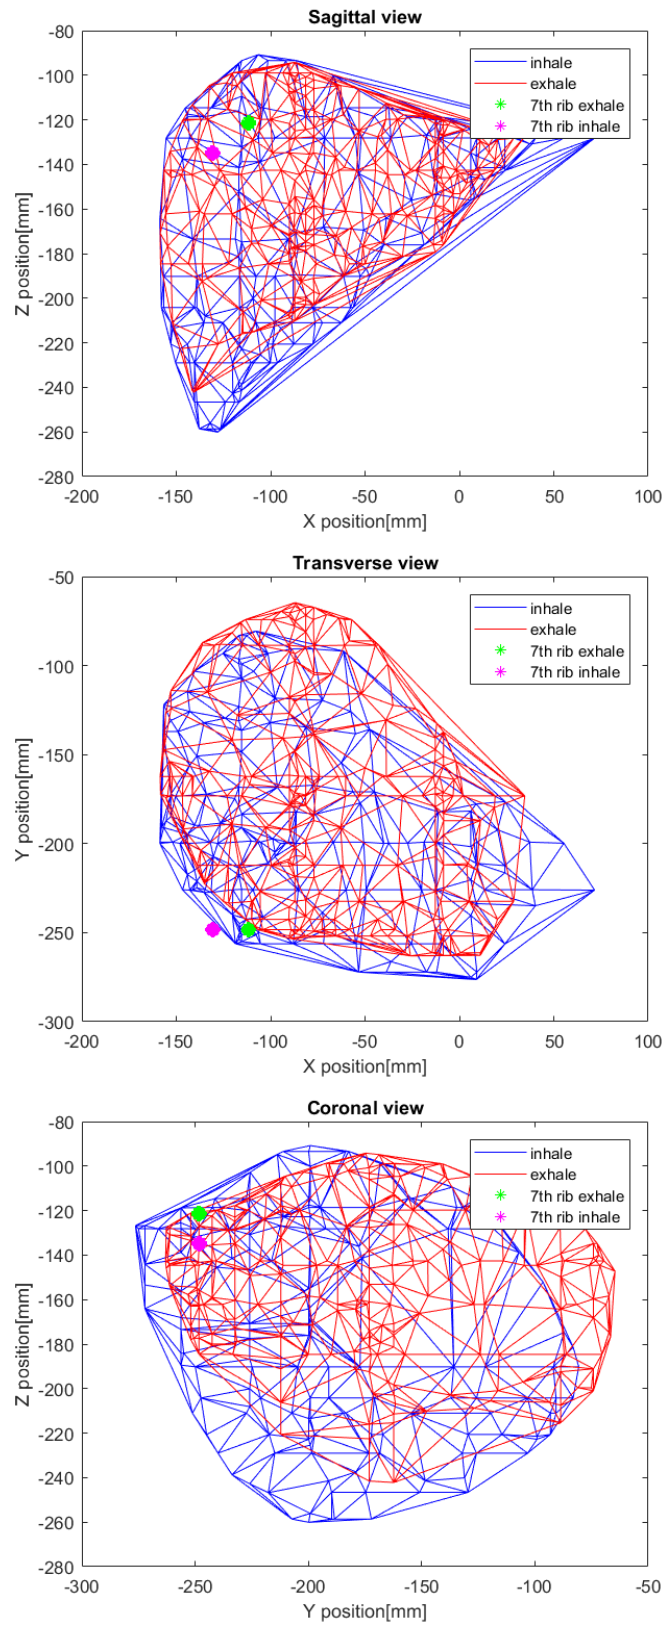 Sagittal view
-80
-100
-120
-140
-160
-180
-200
-220
-240
-260
-280
Z position[mm]
-200
-150
-100
-50
0
50
100
X position[mm]
inhale
exhale
7th rib exhale
7th rib inhale
Transverse view
-50
-100
-150
-200
-250
-300
Y position[mm]
-200
-150
-100
-50
0
50
100
X position[mm]
inhale
exhale
7th rib exhale
7th rib inhale
Coronal view
-80
-100
-120
-140
-160
-180
-200
-220
-240
-260
-280
Z position[mm]
-300
-250
-200
-150
-100
-50
Y position[mm]
inhale
exhale
7th rib exhale
7th rib inhale